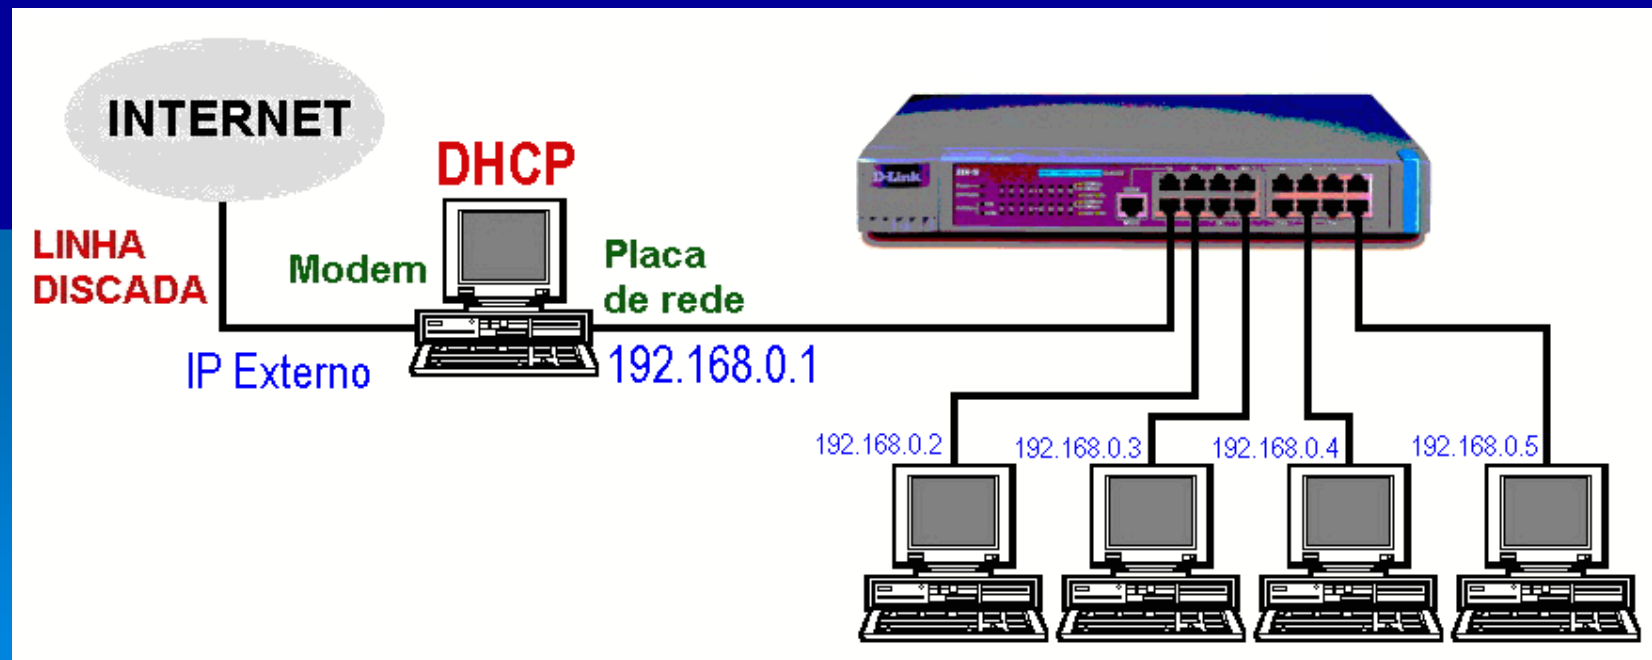 INTERNET
DHCP
LINHA
DISCADA
Modem
Placa
de rede
IP Externo
192.168.0.1
D-Link
192.168.0.2
192.168.0.3
192.168.0.4
192.168.0.5